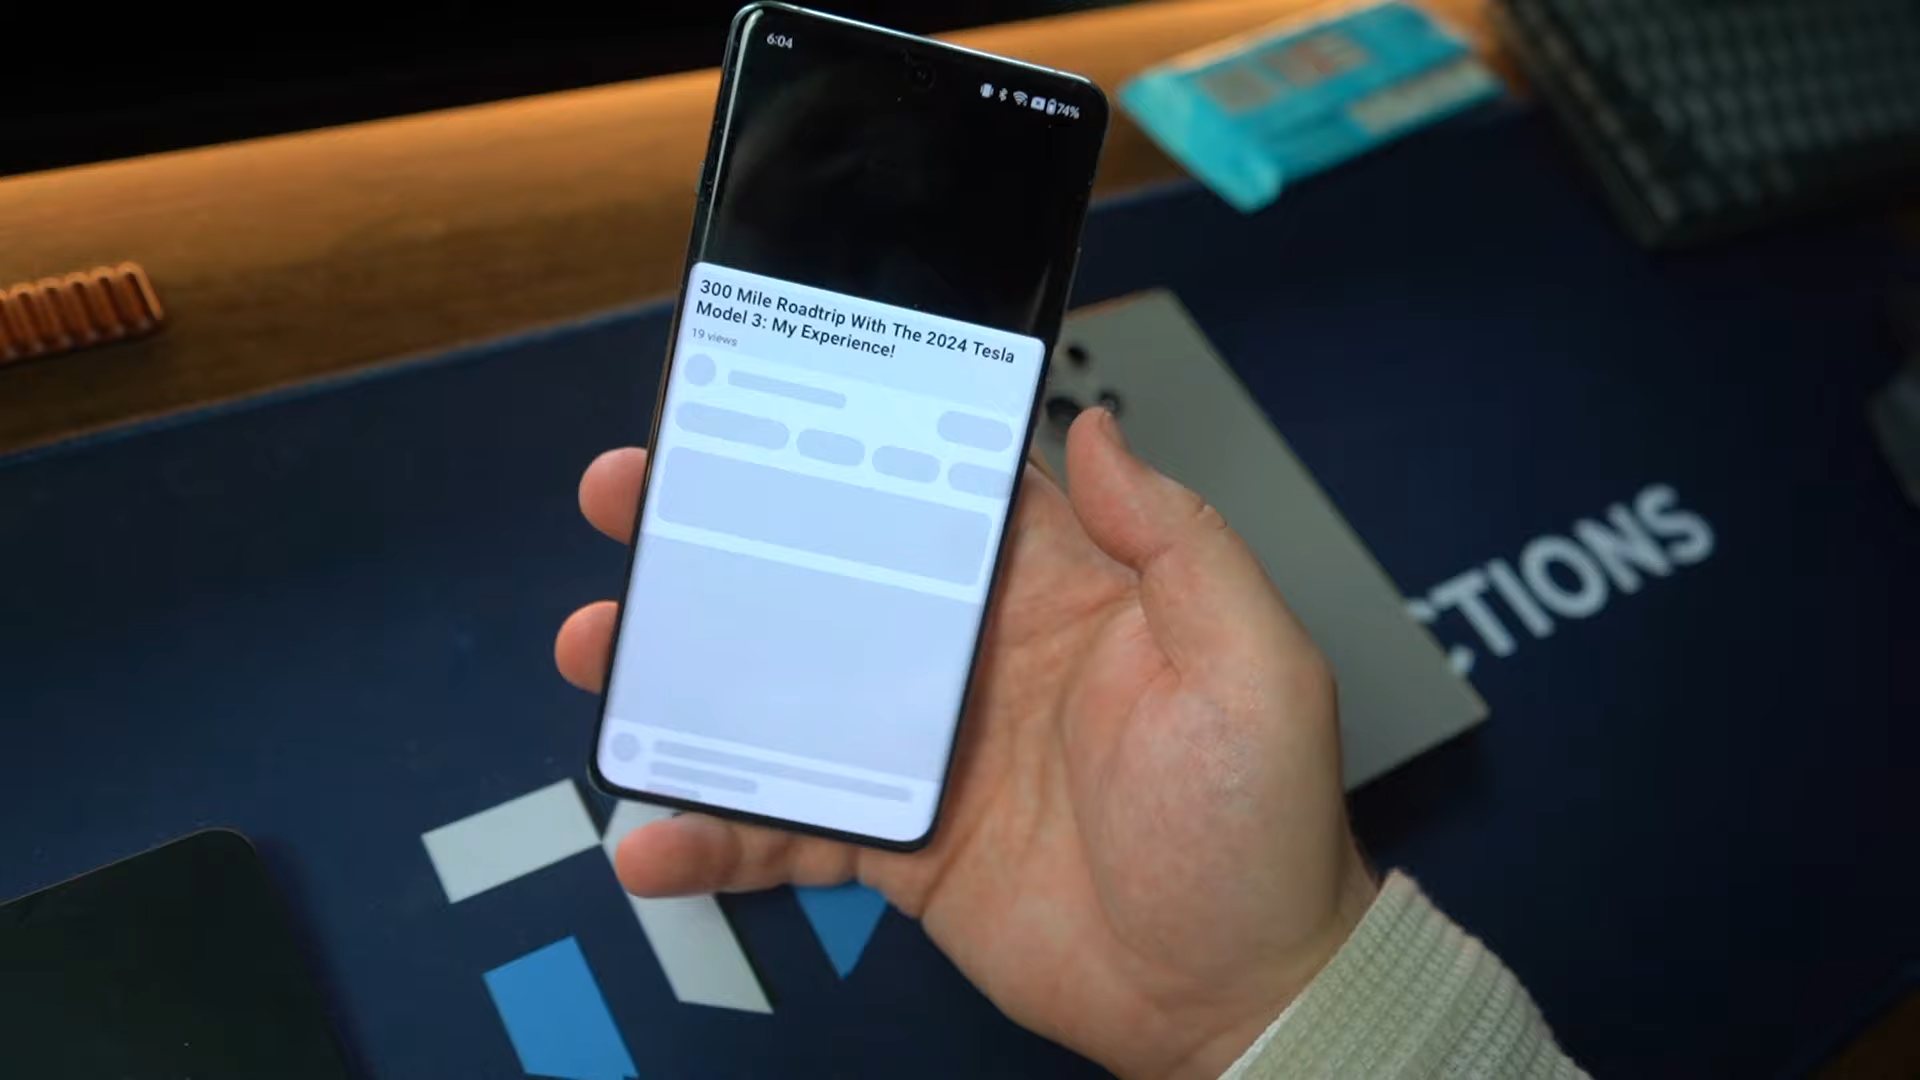 6:04
74%
300 Mile Roadtrip With The 2024 Tesla
Model 3: My Experience!
19 views
CTIONS